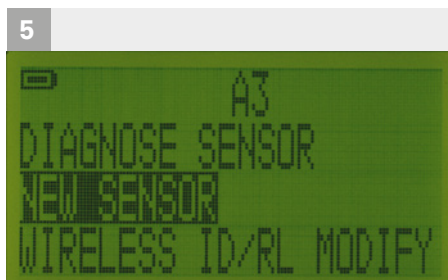 5
A3
DIAGNOSE SENSOR
NEW SENSOR
WIRELESS ID/RL MODIFY